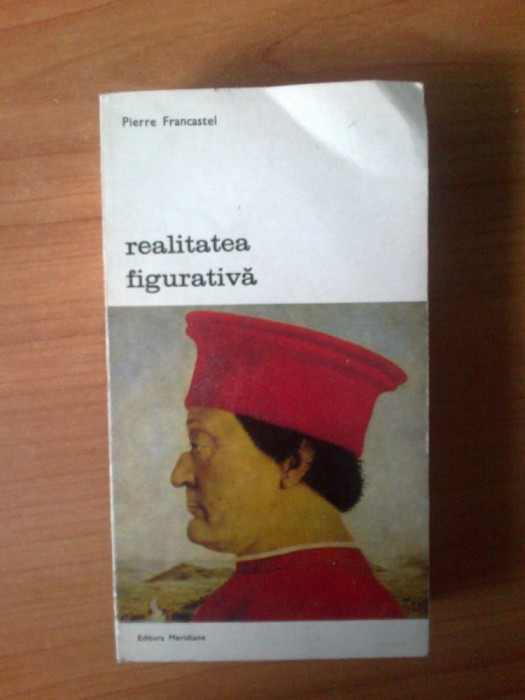 Pierre Francastel
realitatea
figurativă
Editura Meridiane